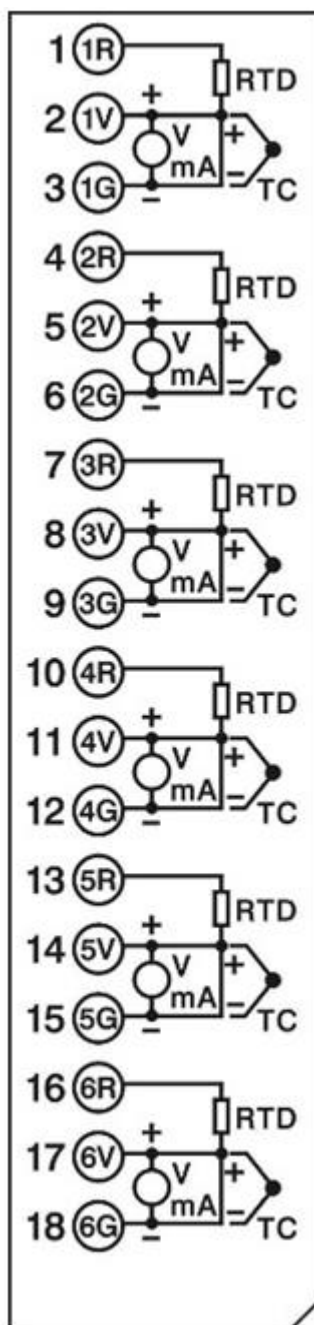 1 1R
+ RTD
2 1V V +
mA
3 1G - - TC
4 2R
+ RTD
5 2V V +
mA
6 2G - - TC
7 3R
+ RTD
8 3V V +
mA
9 3G - - TC
10 4R
+ RTD
11 4V V +
mA
12 4G - - TC
13 5R
+ RTD
14 5V V +
mA
15 5G - - TC
16 6R
+ RTD
17 6V V +
mA
18 6G - - TC